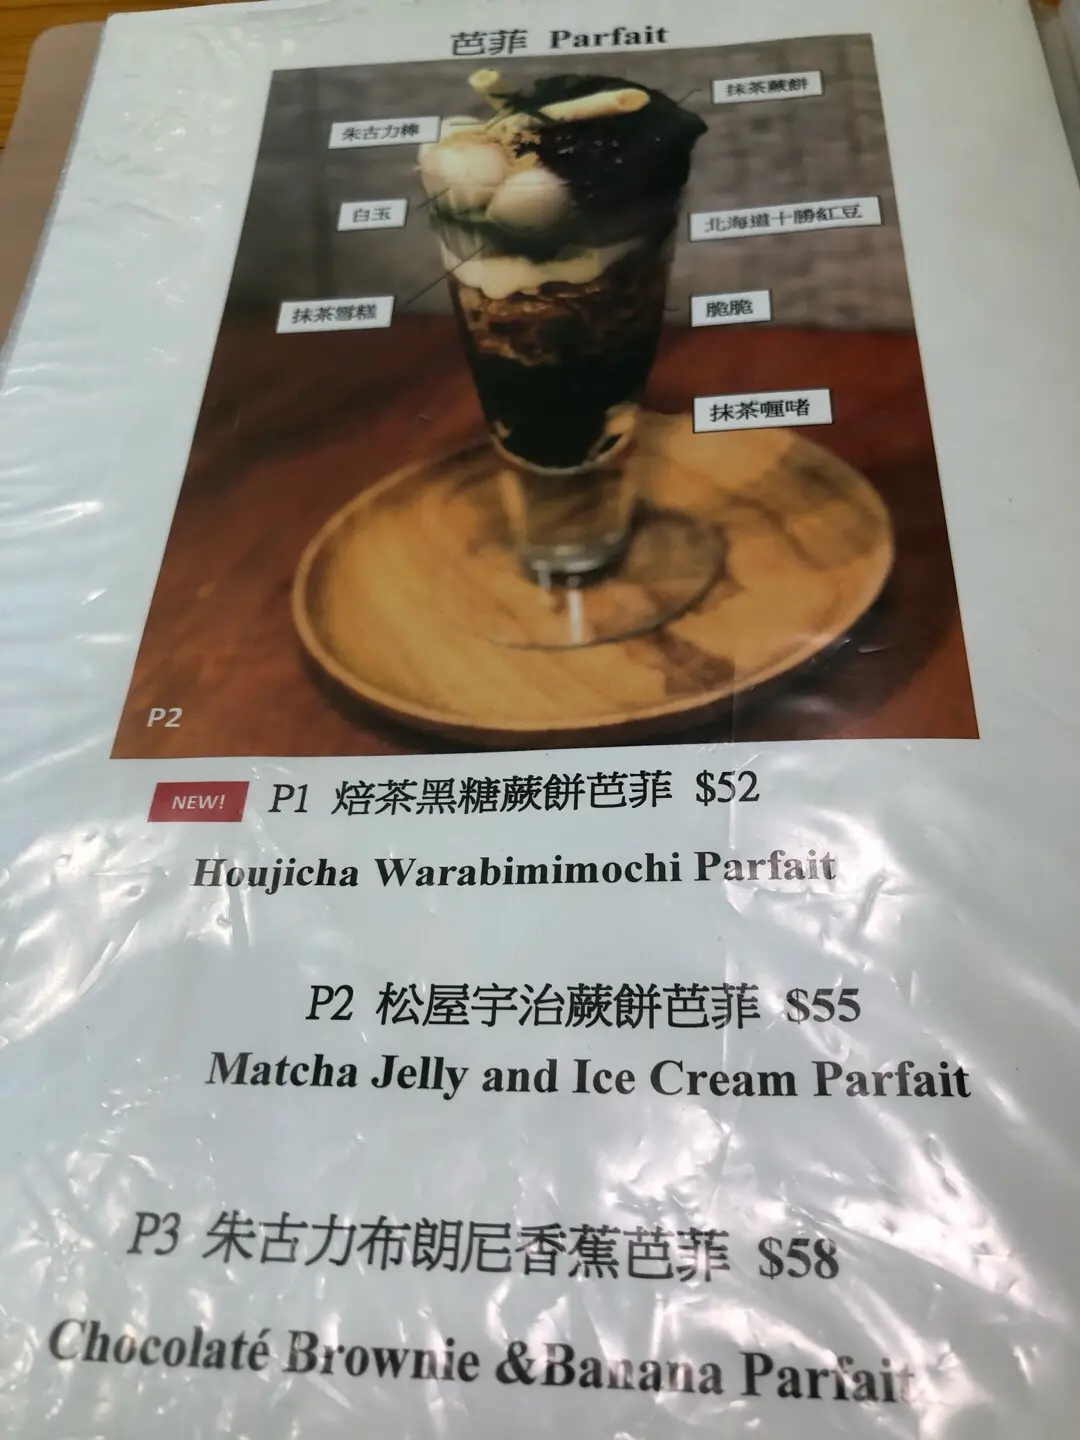 芭菲 Parfait
抹茶蕨餅
朱古力棒
白玉
北海道十勝紅豆
抹茶雪糕
脆脆
抹茶喱啫
P2
NEW! P1 焙茶黑糖蕨餅芭菲 $52
Houjicha Warabimimochi Parfait
P2 松屋宇治蕨餅芭菲 $55
Matcha Jelly and Ice Cream Parfait
P3 朱古力布朗尼香蕉芭菲 $58
Chocolaté Brownie &Banana Parfait